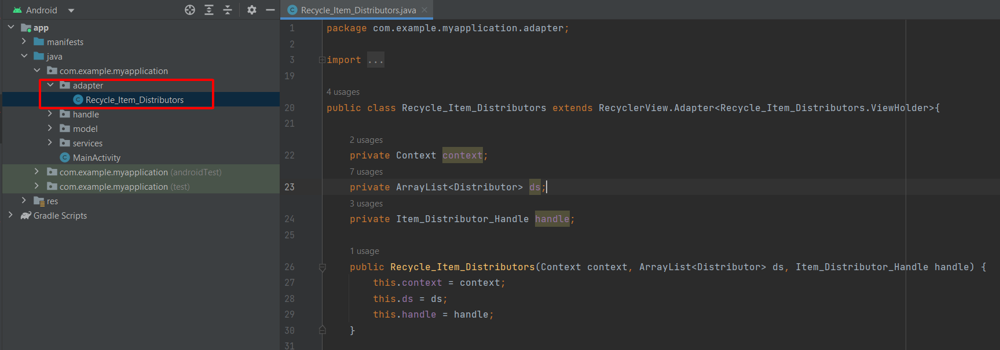 Android
app
manifests
java
com.example.myapplication
adapter
Recycle_Item_Distributors
handle
model
services
MainActivity
com.example.myapplication (androidTest)
com.example.myapplication (test)
res
Gradle Scripts
Recycle_Item_Distributors.java
1 package com.example.myapplication.adapter;
2
3 import ...
19
4 usages
20 public class Recycle_Item_Distributors extends RecyclerView.Adapter<Recycle_Item_Distributors.ViewHolder>{
21
2 usages
22 private Context context;
7 usages
23 private ArrayList<Distributor> ds;
3 usages
24 private Item_Distributor_Handle handle;
25
1 usage
26 public Recycle_Item_Distributors(Context context, ArrayList<Distributor> ds, Item_Distributor_Handle handle) {
27 this.context = context;
28 this.ds = ds;
29 this.handle = handle;
30 }
31